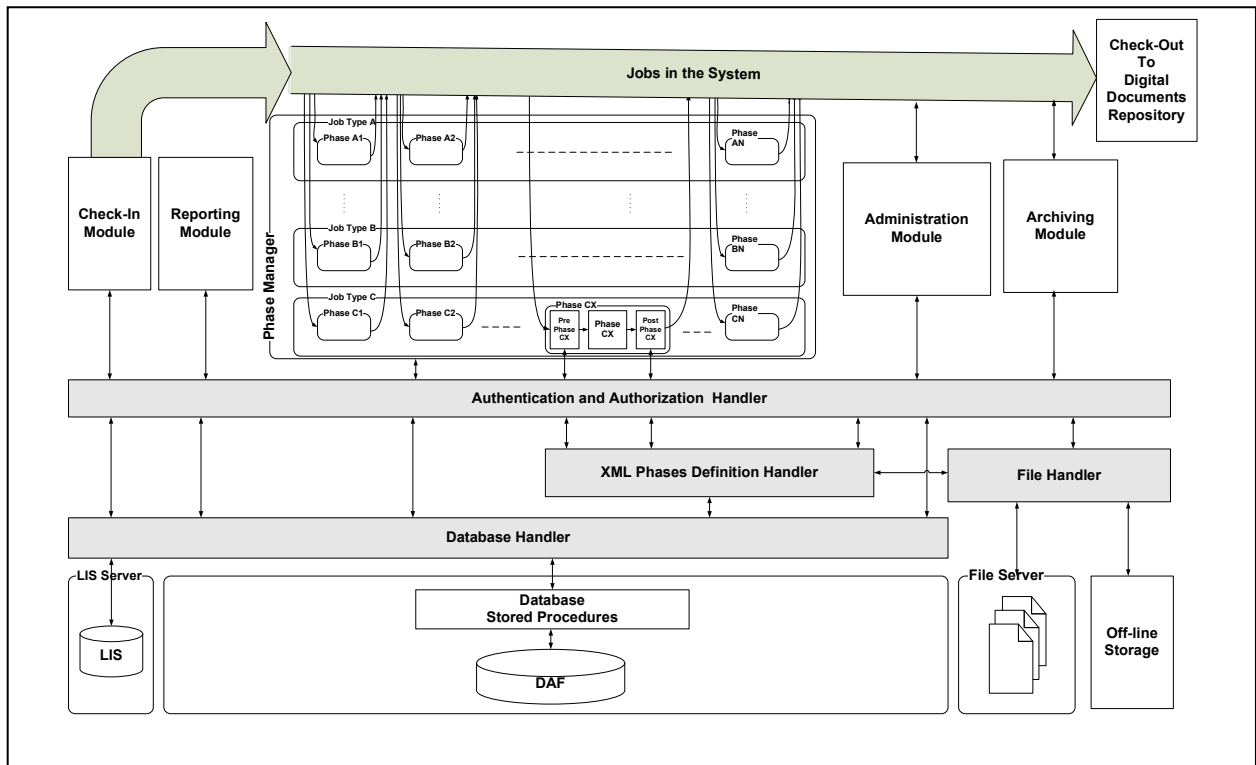 Jobs in the System
Check-Out
To
Digital
Documents
Repository
Check-In
Module
Reporting
Module
Phase Manager
Job Type A
Phase A1
Phase A2
Phase
AN
Job Type B
Phase B1
Phase B2
Phase
BN
Job Type C
Phase C1
Phase C2
Phase CX
Pre
Phase
CX
Phase
CX
Post
Phase
CX
Phase
CN
Administration
Module
Archiving
Module
Authentication and Authorization Handler
XML Phases Definition Handler
File Handler
Database Handler
LIS Server
LIS
Database
Stored Procedures
DAF
File Server
Off-line
Storage